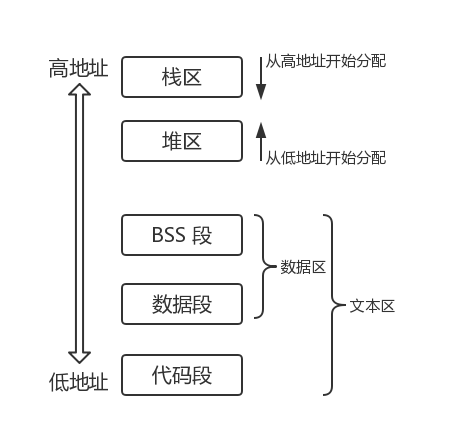 高地址
栈区
从高地址开始分配
堆区
从低地址开始分配
BSS 段
数据区
数据段
文本区
代码段
低地址